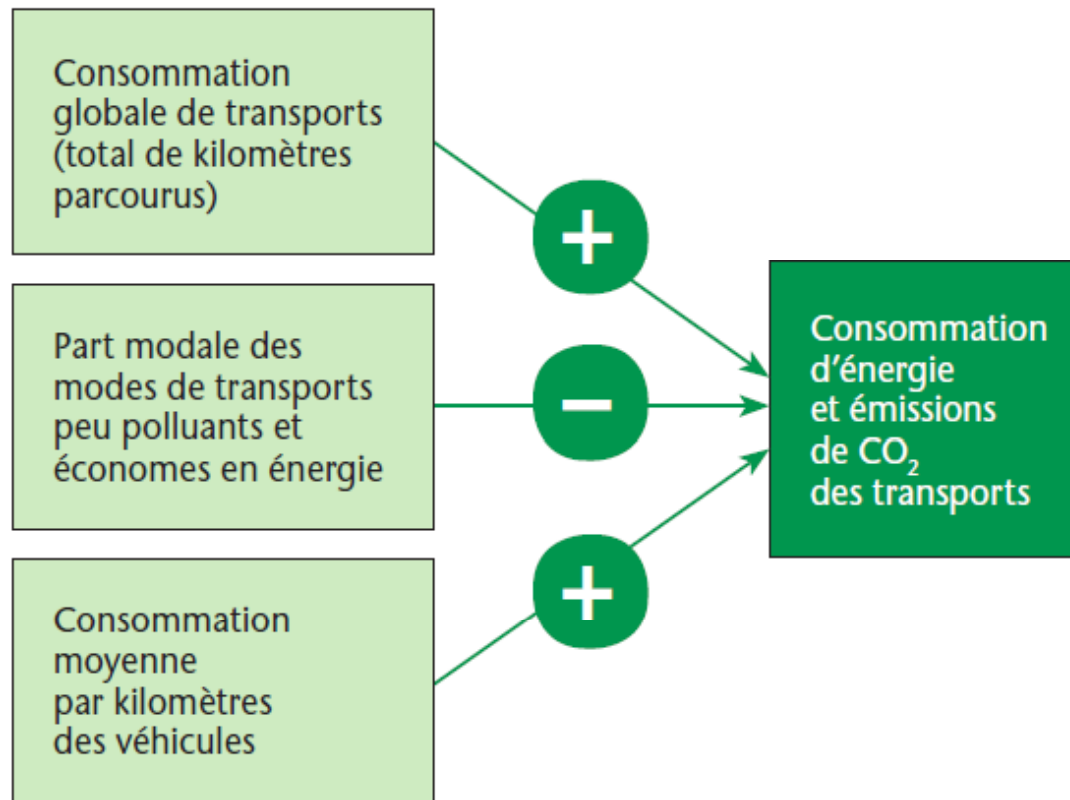 Consommation
globale de transports
(total de kilomètres
parcourus)
+
Part modale des
modes de transports
peu polluants et
économes en énergie
−
Consommation
moyenne
par kilomètres
des véhicules
+
Consommation
d'énergie
et émissions
de CO₂
des transports